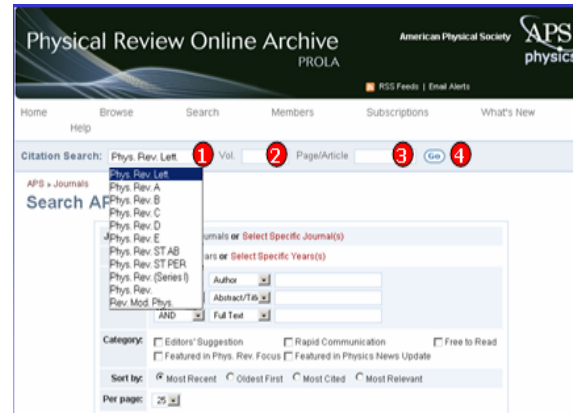 Physical Review Online Archive
PROLA
American Physical Society
APS
physics
RSS Feeds | Email Alerts
Home Browse Search Members Subscriptions What's New
Help
Citation Search: Phys. Rev. Lett. 1 Vol. 2 Page/Article 3 Go 4
APS » Journals
Search AP
Phys. Rev. Lett.
Phys. Rev. A
Phys. Rev. B
Phys. Rev. C
Phys. Rev. D
Phys. Rev. E
Phys. Rev. ST AB
Phys. Rev. ST PER
Phys. Rev. (Series I)
Phys. Rev.
Rev. Mod. Phys.
urnals or Select Specific Journal(s)
ars or Select Specific Years(s)
Author
Abstract/Titl
AND Full Text
Category: Editors' Suggestion Rapid Communication Free to Read
Featured in Phys. Rev. Focus Featured in Physics News Update
Sort by: Most Recent Oldest First Most Cited Most Relevant
Per page: 25